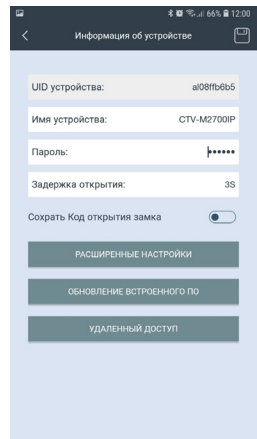 66% 12:00
Информация об устройстве
UID устройства: al08ffb6b5
Имя устройства: CTV-M2700IP
Пароль: ••••••
Задержка открытия: 3S
Сохрать Код открытия замка
РАСШИРЕННЫЕ НАСТРОЙКИ
ОБНОВЛЕНИЕ ВСТРОЕННОГО ПО
УДАЛЕННЫЙ ДОСТУП